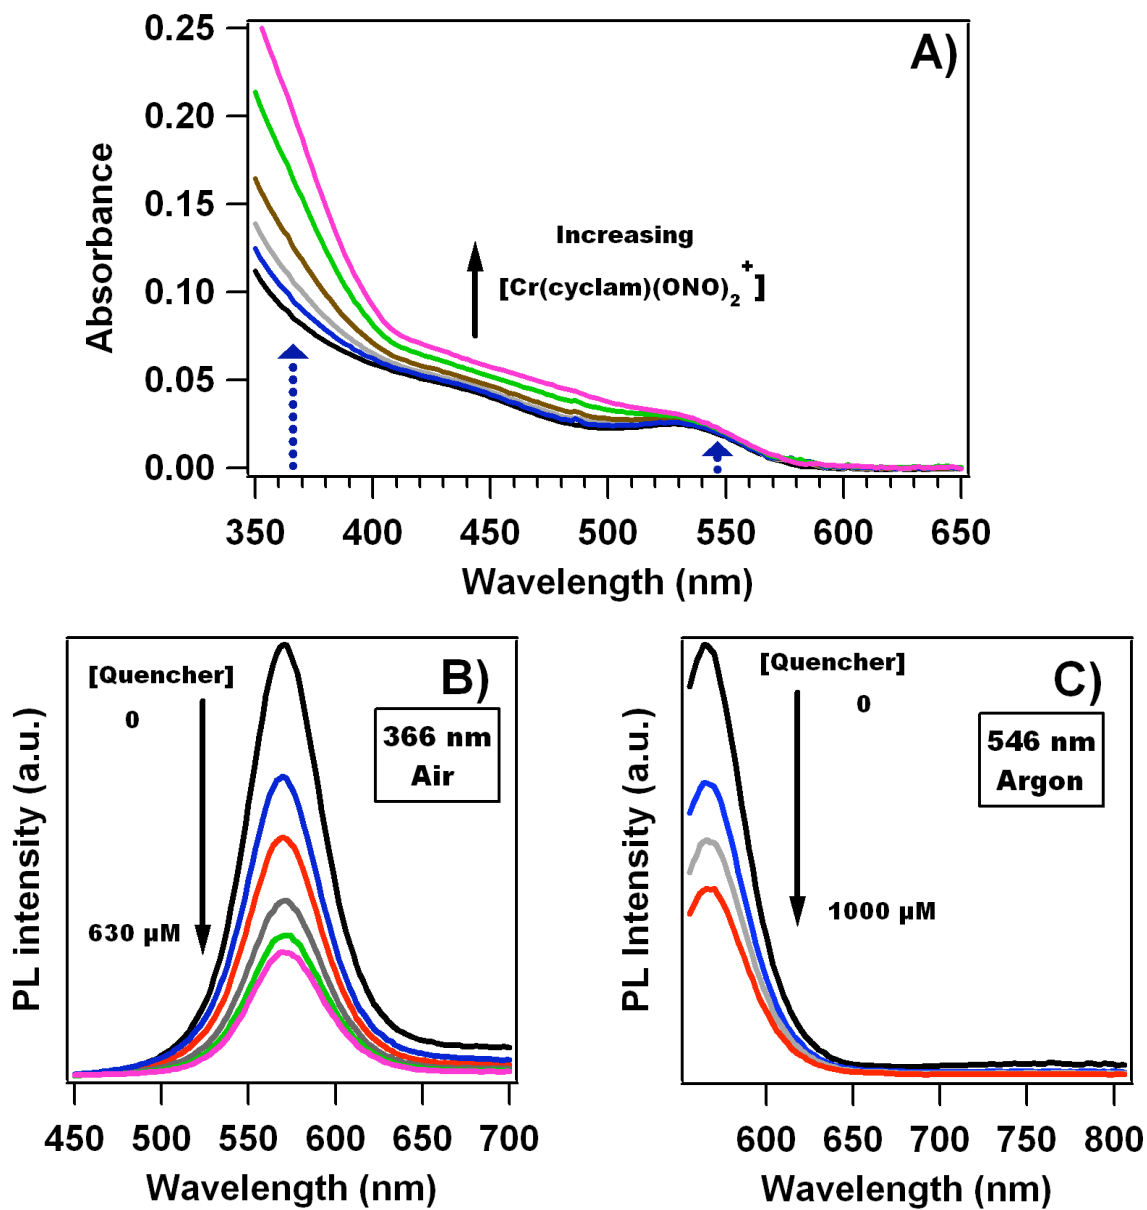 A)
0.25
0.20
0.15
0.10
0.05
0.00
Absorbance
Increasing
[Cr(cyclam)(ONO)₂⁺]
350 400 450 500 550 600 650
Wavelength (nm)
B)
[Quencher]
0
630 µM
366 nm
Air
PL intensity (a.u.)
450 500 550 600 650 700
Wavelength (nm)
C)
[Quencher]
0
1000 µM
546 nm
Argon
PL Intensity (a.u.)
600 650 700 750 800
Wavelength (nm)